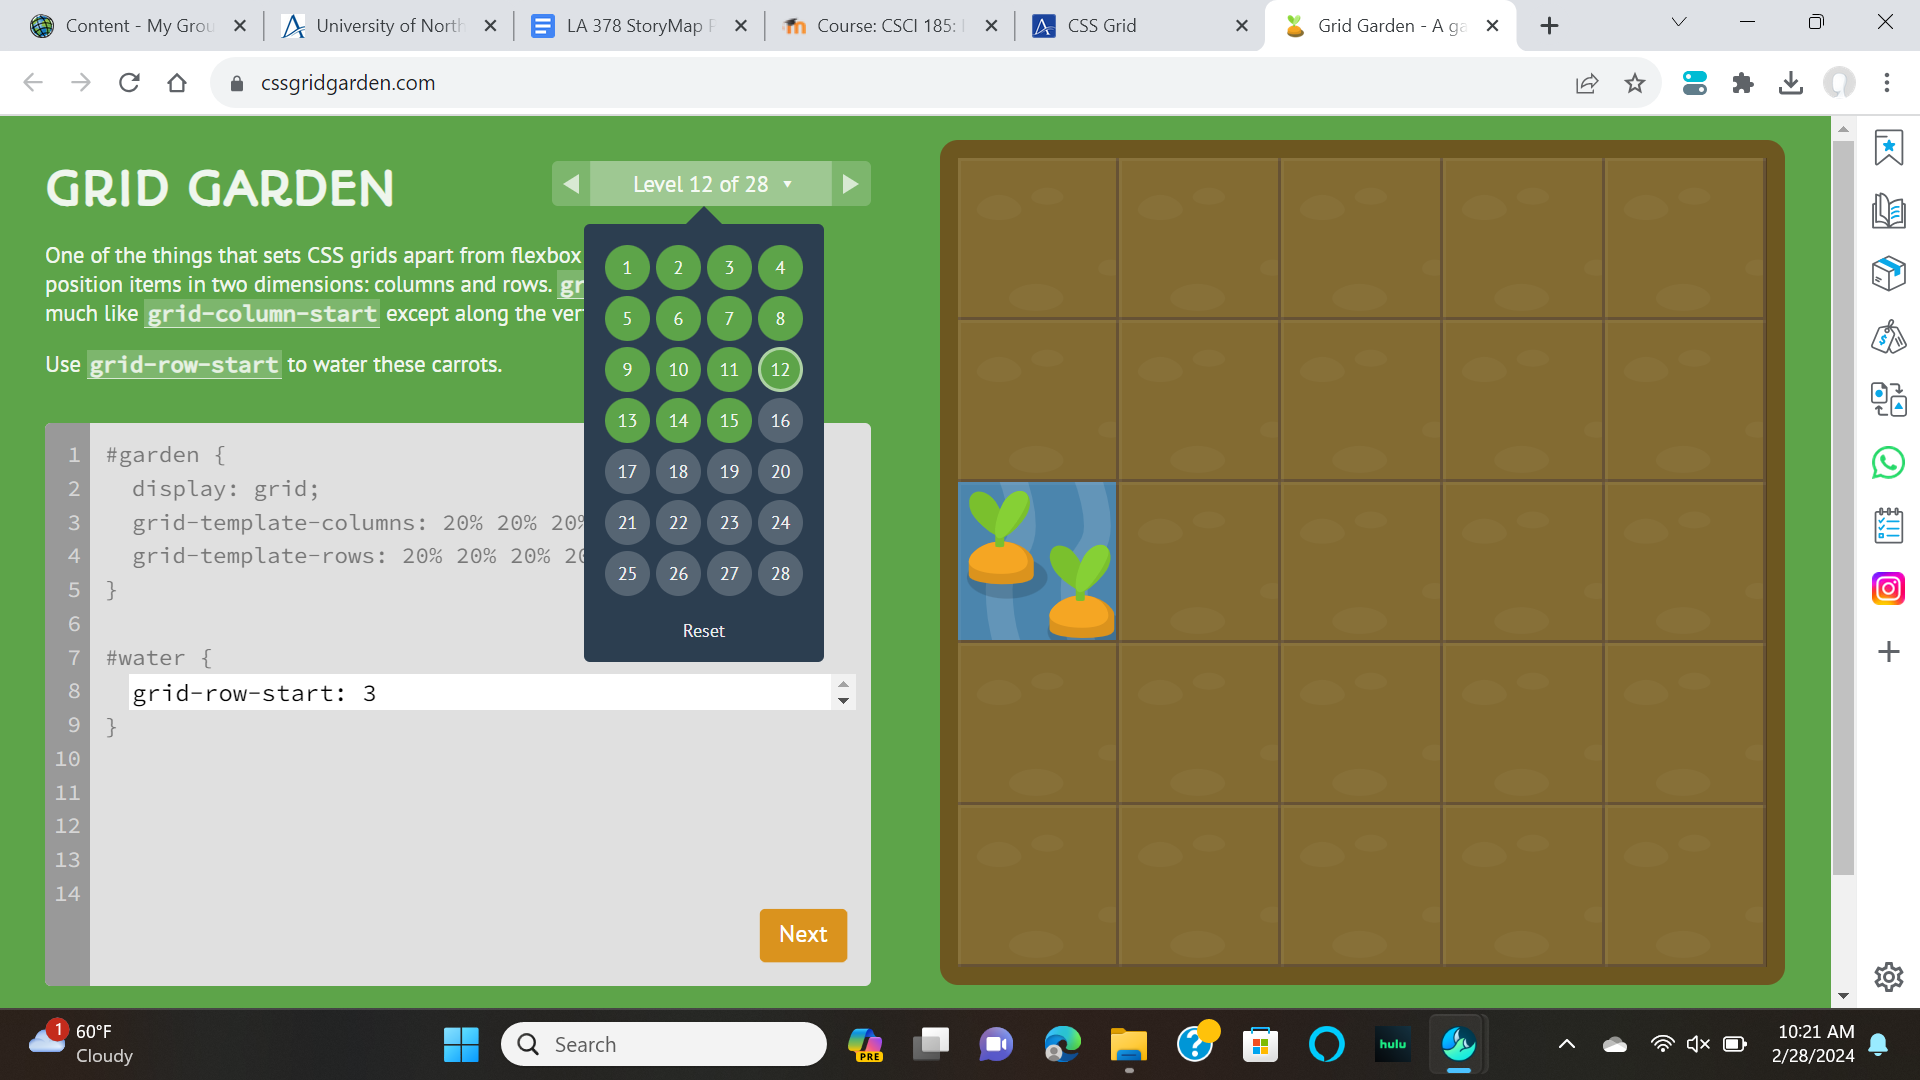 Content - My Grou
University of North
LA 378 StoryMap P
Course: CSCI 185: I
CSS Grid
Grid Garden - A ga
cssgridgarden.com
GRID GARDEN
Level 12 of 28
One of the things that sets CSS grids apart from flexbox
position items in two dimensions: columns and rows. gr
much like grid-column-start except along the ver
Use grid-row-start to water these carrots.
1 2 3 4
5 6 7 8
9 10 11 12
13 14 15 16
17 18 19 20
21 22 23 24
25 26 27 28
Reset
1 #garden {
2 display: grid;
3 grid-template-columns: 20% 20% 20%
4 grid-template-rows: 20% 20% 20% 20
5 }
6
7 #water {
8 grid-row-start: 3
9 }
10
11
12
13
14
Next
1
60°F
Cloudy
Search
PRE
hulu
10:21 AM
2/28/2024